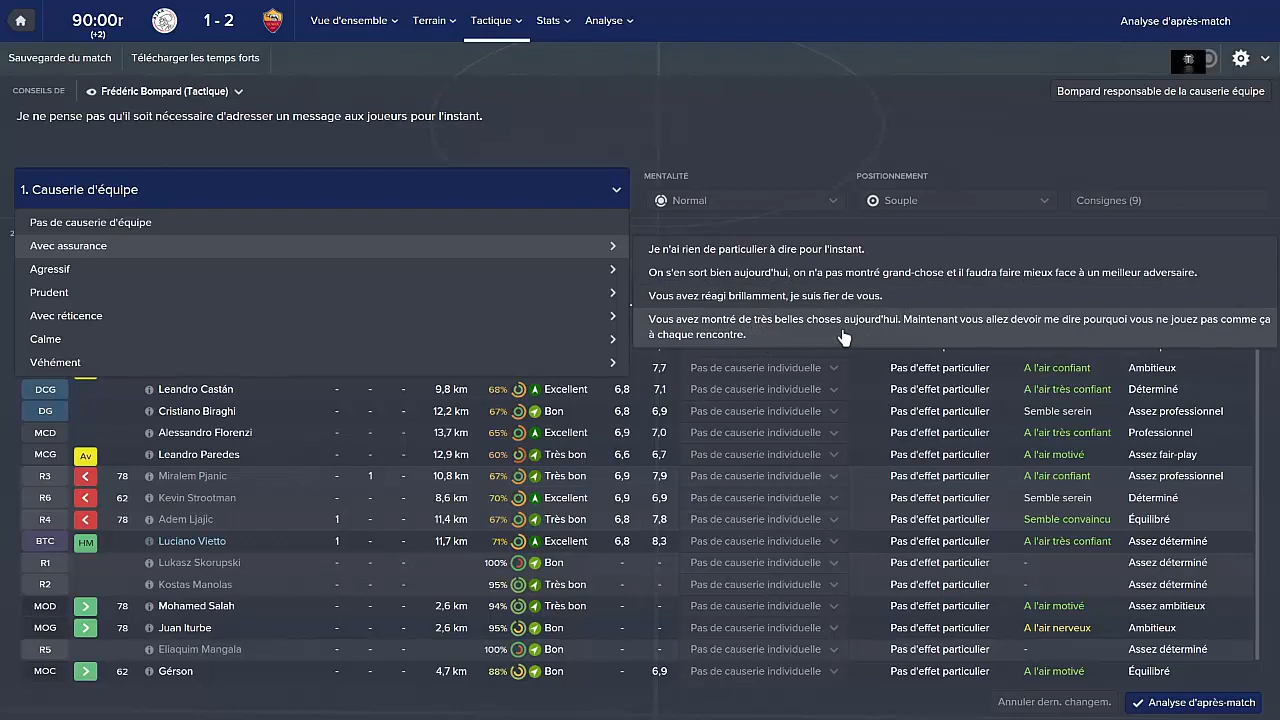 90:00r
(+2)
1 - 2
Vue d'ensemble
Terrain
Tactique
Stats
Analyse
Analyse d'après-match
Sauvegarde du match
Télécharger les temps forts
CONSEILS DE
Frédéric Bompard (Tactique)
Bompard responsable de la causerie équipe
Je ne pense pas qu'il soit nécessaire d'adresser un message aux joueurs pour l'instant.
1. Causerie d'équipe
MENTALITÉ
POSITIONNEMENT
Normal
Souple
Consignes (9)
Pas de causerie d'équipe
Avec assurance
Agressif
Prudent
Avec réticence
Calme
Véhément
Je n'ai rien de particulier à dire pour l'instant.
On s'en sort bien aujourd'hui, on n'a pas montré grand-chose et il faudra faire mieux face à un meilleur adversaire.
Vous avez réagi brillamment, je suis fier de vous.
Vous avez montré de très belles choses aujourd'hui. Maintenant vous allez devoir me dire pourquoi vous ne jouez pas comme ça
à chaque rencontre.
7,7 Pas de causerie individuelle Pas d'effet particulier A l'air confiant Ambitieux
DCG Leandro Castán - - - 9,8 km 68% Excellent 6,8 7,1 Pas de causerie individuelle Pas d'effet particulier A l'air très confiant Déterminé
DG Cristiano Biraghi - - - 12,2 km 67% Bon 6,8 6,9 Pas de causerie individuelle Pas d'effet particulier Semble serein Assez professionnel
MCD Alessandro Florenzi - - - 13,7 km 65% Excellent 6,9 7,0 Pas de causerie individuelle Pas d'effet particulier A l'air très confiant Professionnel
MCG Av Leandro Paredes - - - 12,9 km 60% Très bon 6,6 6,7 Pas de causerie individuelle Pas d'effet particulier A l'air motivé Assez fair-play
R3 78 Miralem Pjanic - 1 - 10,8 km 67% Très bon 6,9 7,9 Pas de causerie individuelle Pas d'effet particulier A l'air confiant Assez professionnel
R6 62 Kevin Strootman - - - 8,6 km 70% Excellent 6,9 6,9 Pas de causerie individuelle Pas d'effet particulier Semble serein Déterminé
R4 78 Adem Ljajic 1 - - 11,4 km 67% Très bon 6,8 7,8 Pas de causerie individuelle Pas d'effet particulier Semble convaincu Équilibré
BTC HM Luciano Vietto 1 - - 11,7 km 71% Excellent 6,8 8,3 Pas de causerie individuelle Pas d'effet particulier A l'air très confiant Assez déterminé
R1 Lukasz Skorupski 100% Bon - - Pas de causerie individuelle Pas d'effet particulier - Assez déterminé
R2 Kostas Manolas 95% Très bon - - Pas de causerie individuelle Pas d'effet particulier - Assez déterminé
MOD 78 Mohamed Salah - - - 2,6 km 94% Très bon - - Pas de causerie individuelle Pas d'effet particulier A l'air motivé Assez ambitieux
MOG 78 Juan Iturbe - - - 2,6 km 95% Bon - - Pas de causerie individuelle Pas d'effet particulier A l'air nerveux Ambitieux
R5 Eliaquim Mangala 100% Bon - - Pas de causerie individuelle Pas d'effet particulier - Assez déterminé
MOC 62 Gérson - - - 4,7 km 88% Bon - 6,9 Pas de causerie individuelle Pas d'effet particulier A l'air motivé Équilibré
Annuler dern. changem.
Analyse d'après-match